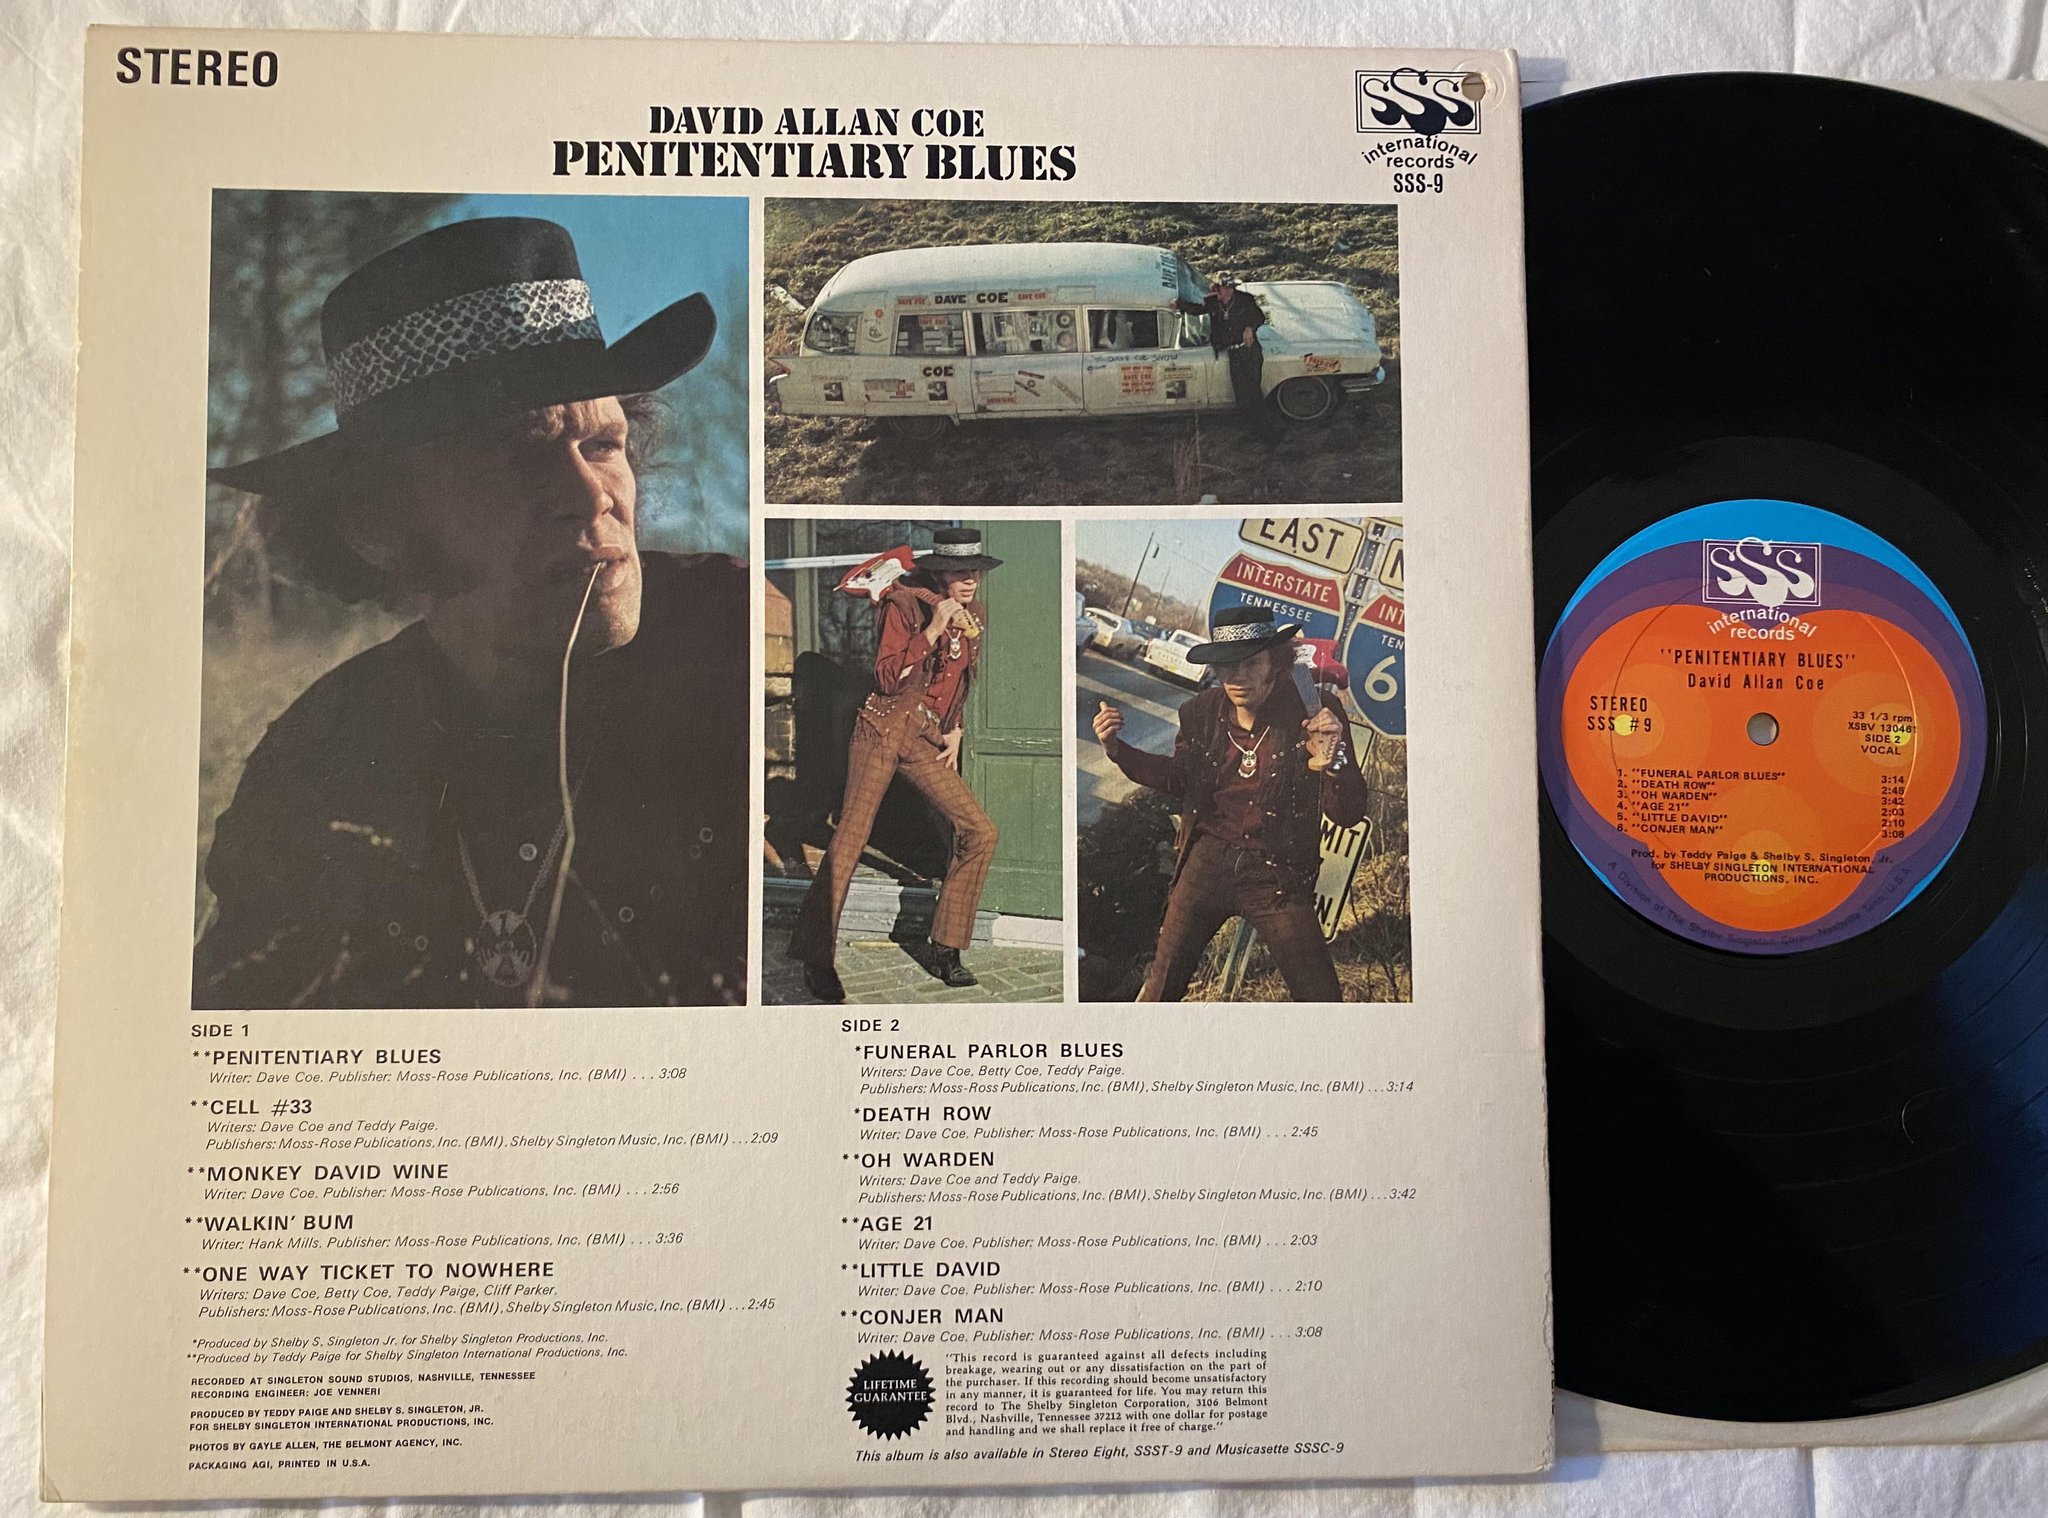 STEREO
DAVID ALLAN COE
PENITENTIARY BLUES
SSS
international
records
SSS-9
DAVE COE
DAVE COE
DAVE COE
COE
DAVE COE SHOW
EAST
INTERSTATE
TENNESSEE
INT
TEN
6
MIT
SIDE 1
**PENITENTIARY BLUES
Writer: Dave Coe. Publisher: Moss-Rose Publications, Inc. (BMI) . . . 3:08
**CELL #33
Writers: Dave Coe and Teddy Paige.
Publishers: Moss-Rose Publications, Inc. (BMI), Shelby Singleton Music, Inc. (BMI) . . . 2:09
**MONKEY DAVID WINE
Writer: Dave Coe. Publisher: Moss-Rose Publications, Inc. (BMI) . . . 2:56
**WALKIN' BUM
Writer: Hank Mills. Publisher: Moss-Rose Publications, Inc. (BMI) . . . 3:36
**ONE WAY TICKET TO NOWHERE
Writers: Dave Coe, Betty Coe, Teddy Paige, Cliff Parker.
Publishers: Moss-Rose Publications, Inc. (BMI), Shelby Singleton Music, Inc. (BMI) . . . 2:45
*Produced by Shelby S. Singleton Jr. for Shelby Singleton Productions, Inc.
**Produced by Teddy Paige for Shelby Singleton International Productions, Inc.
RECORDED AT SINGLETON SOUND STUDIOS, NASHVILLE, TENNESSEE
RECORDING ENGINEER: JOE VENNERI
PRODUCED BY TEDDY PAIGE AND SHELBY S. SINGLETON, JR.
FOR SHELBY SINGLETON INTERNATIONAL PRODUCTIONS, INC.
PHOTOS BY GAYLE ALLEN, THE BELMONT AGENCY, INC.
PACKAGING AGI, PRINTED IN U.S.A.
SIDE 2
*FUNERAL PARLOR BLUES
Writers: Dave Coe, Betty Coe, Teddy Paige.
Publishers: Moss-Ross Publications, Inc. (BMI), Shelby Singleton Music, Inc. (BMI) . . . 3:14
*DEATH ROW
Writer: Dave Coe. Publisher: Moss-Rose Publications, Inc. (BMI) . . . 2:45
**OH WARDEN
Writers: Dave Coe and Teddy Paige.
Publishers: Moss-Rose Publications, Inc. (BMI), Shelby Singleton Music, Inc. (BMI) . . . 3:42
**AGE 21
Writer: Dave Coe. Publisher: Moss-Rose Publications, Inc. (BMI) . . . 2:03
**LITTLE DAVID
Writer: Dave Coe. Publisher: Moss-Rose Publications, Inc. (BMI) . . . 2:10
**CONJER MAN
Writer: Dave Coe. Publisher: Moss-Rose Publications, Inc. (BMI) . . . 3:08
LIFETIME
GUARANTEE
"This record is guaranteed against all defects including
breakage, wearing out or any dissatisfaction on the part of
the purchaser. If this recording should become unsatisfactory
in any manner, it is guaranteed for life. You may return this
record to The Shelby Singleton Corporation, 3106 Belmont
Blvd., Nashville, Tennessee 37212 with one dollar for postage
and handling and we shall replace it free of charge."
This album is also available in Stereo Eight, SSST-9 and Musicasette SSSC-9
SSS
international
records
"PENITENTIARY BLUES"
David Allan Coe
STEREO
SSS #9
33 1/3 rpm
XSBV 130461
SIDE 2
VOCAL
1. "FUNERAL PARLOR BLUES" 3:14
2. "DEATH ROW" 2:45
3. "OH WARDEN" 3:42
4. "AGE 21" 2:03
5. "LITTLE DAVID" 2:10
6. "CONJER MAN" 3:08
Prod. by Teddy Paige & Shelby S. Singleton, Jr.
for SHELBY SINGLETON INTERNATIONAL
PRODUCTIONS, INC.
A Division of The Shelby Singleton Corp., Nashville, Tenn., U.S.A.